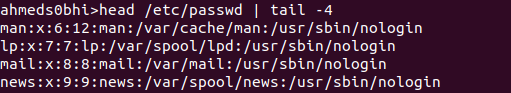 ahmeds0bhi>head /etc/passwd | tail -4
man:x:6:12:man:/var/cache/man:/usr/sbin/nologin
lp:x:7:7:lp:/var/spool/lpd:/usr/sbin/nologin
mail:x:8:8:mail:/var/mail:/usr/sbin/nologin
news:x:9:9:news:/var/spool/news:/usr/sbin/nologin